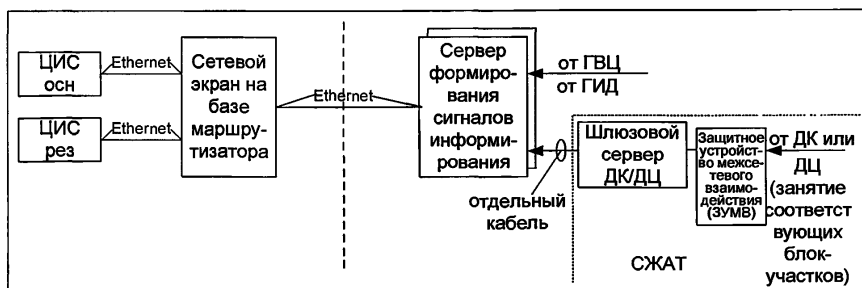 ЦИС
осн
Ethernet
ЦИС
рез
Ethernet
Сетевой
экран на
базе
маршру-
тизатора
Ethernet
Сервер
формиро-
вания
сигналов
информи-
рования
от ГВЦ
от ГИД
отдельный
кабель
Шлюзовой
сервер
ДК/ДЦ
Защитное
устройст-
во межсе-
тевого
взаимо-
действия
(ЗУМВ)
от ДК или
ДЦ
(занятие
соответст
вующих
блок-
участков)
СЖАТ